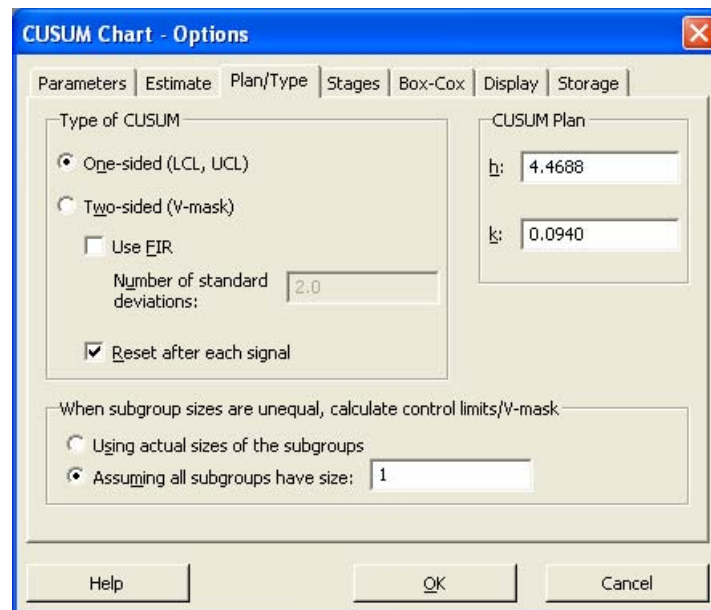 CUSUM Chart - Options
Parameters Estimate Plan/Type Stages Box-Cox Display Storage
Type of CUSUM
One-sided (LCL, UCL)
Two-sided (V-mask)
Use FIR
Number of standard
deviations:
2.0
Reset after each signal
CUSUM Plan
h: 4.4688
k: 0.0940
When subgroup sizes are unequal, calculate control limits/V-mask
Using actual sizes of the subgroups
Assuming all subgroups have size: 1
Help OK Cancel